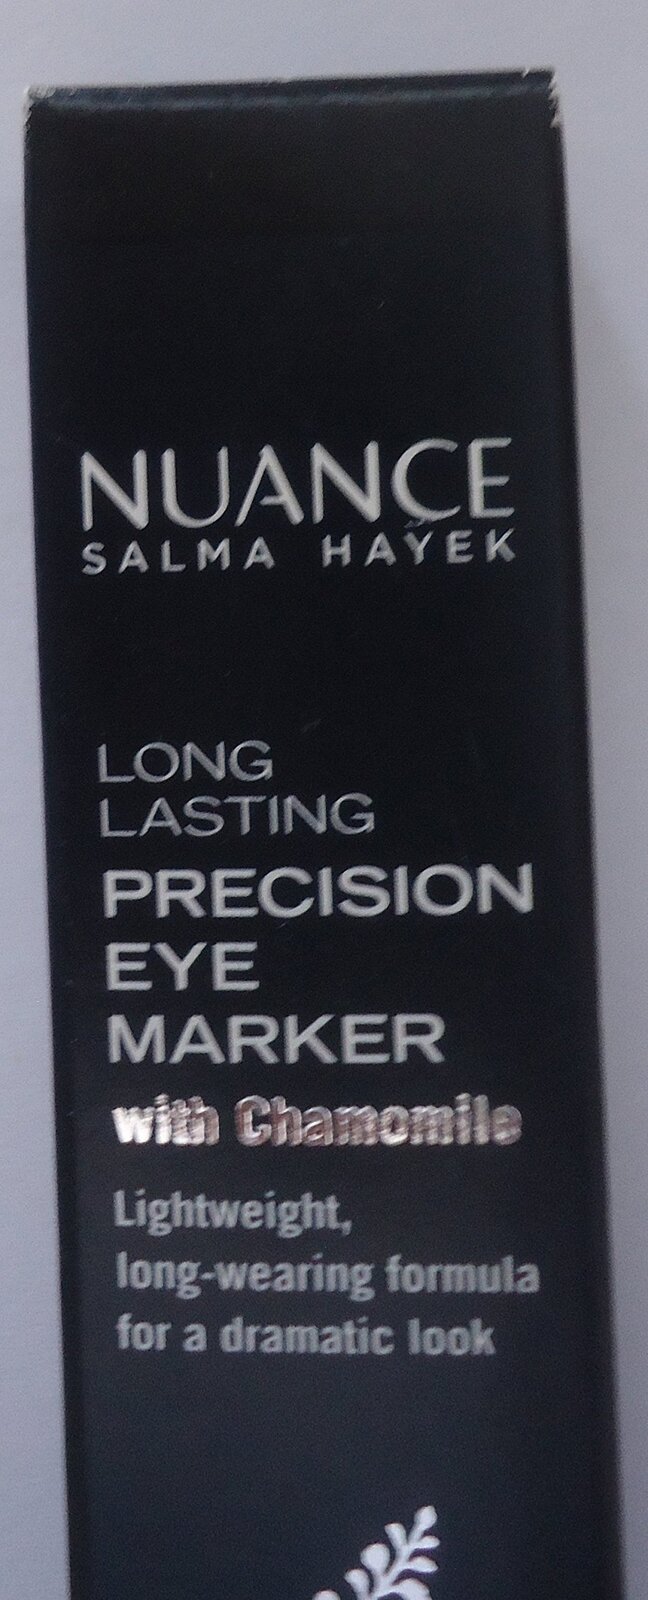 NUANCE
SALMA HAYEK
LONG
LASTING
PRECISION
EYE
MARKER
with Chamomile
Lightweight,
long-wearing formula
for a dramatic look